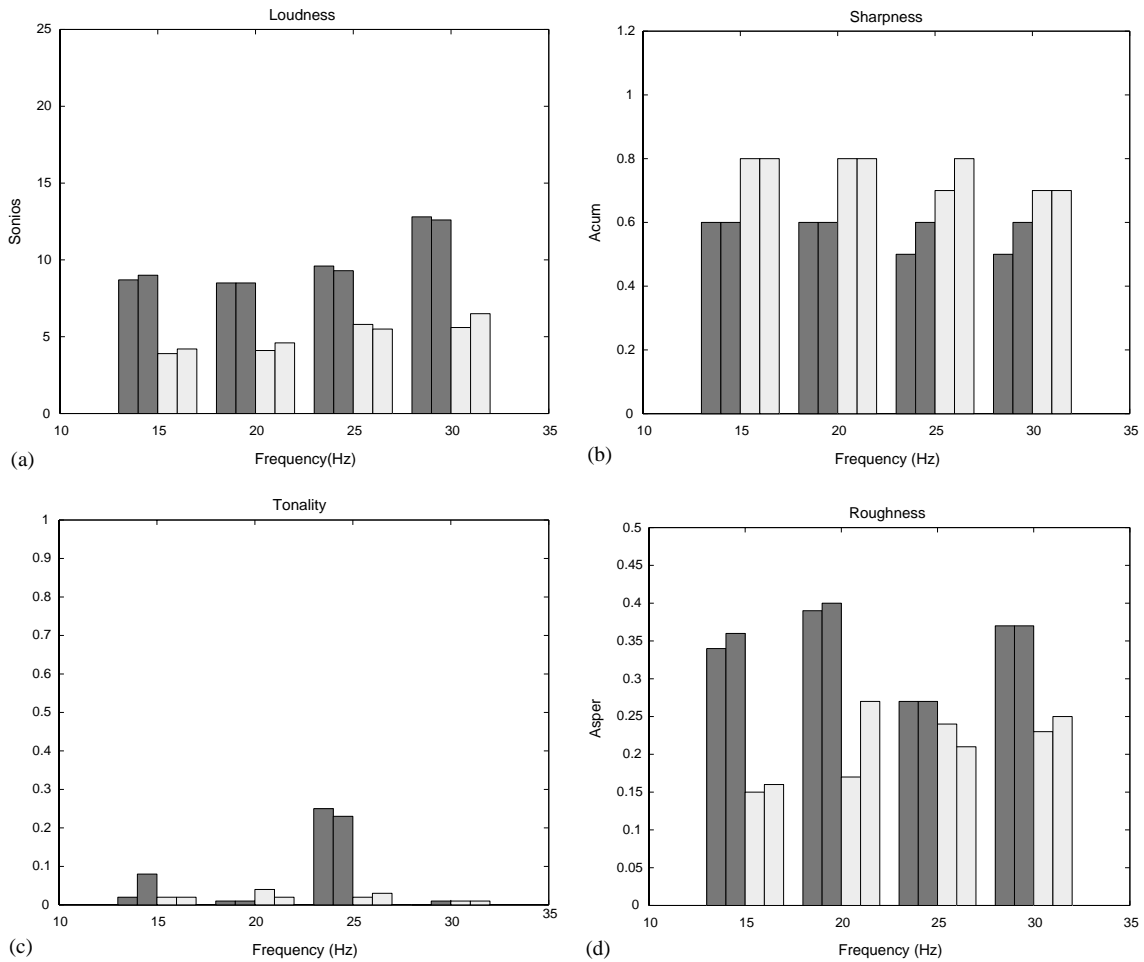 Loudness
25
20
15
10
5
0
Sonios
10 15 20 25 30 35
Frequency(Hz)
(a)
Sharpness
1.2
1
0.8
0.6
0.4
0.2
0
Acum
10 15 20 25 30 35
Frequency (Hz)
(b)
Tonality
1
0.9
0.8
0.7
0.6
0.5
0.4
0.3
0.2
0.1
0
10 15 20 25 30 35
Frequency (Hz)
(c)
Roughness
0.5
0.45
0.4
0.35
0.3
0.25
0.2
0.15
0.1
0.05
0
Asper
10 15 20 25 30 35
Frequency (Hz)
(d)